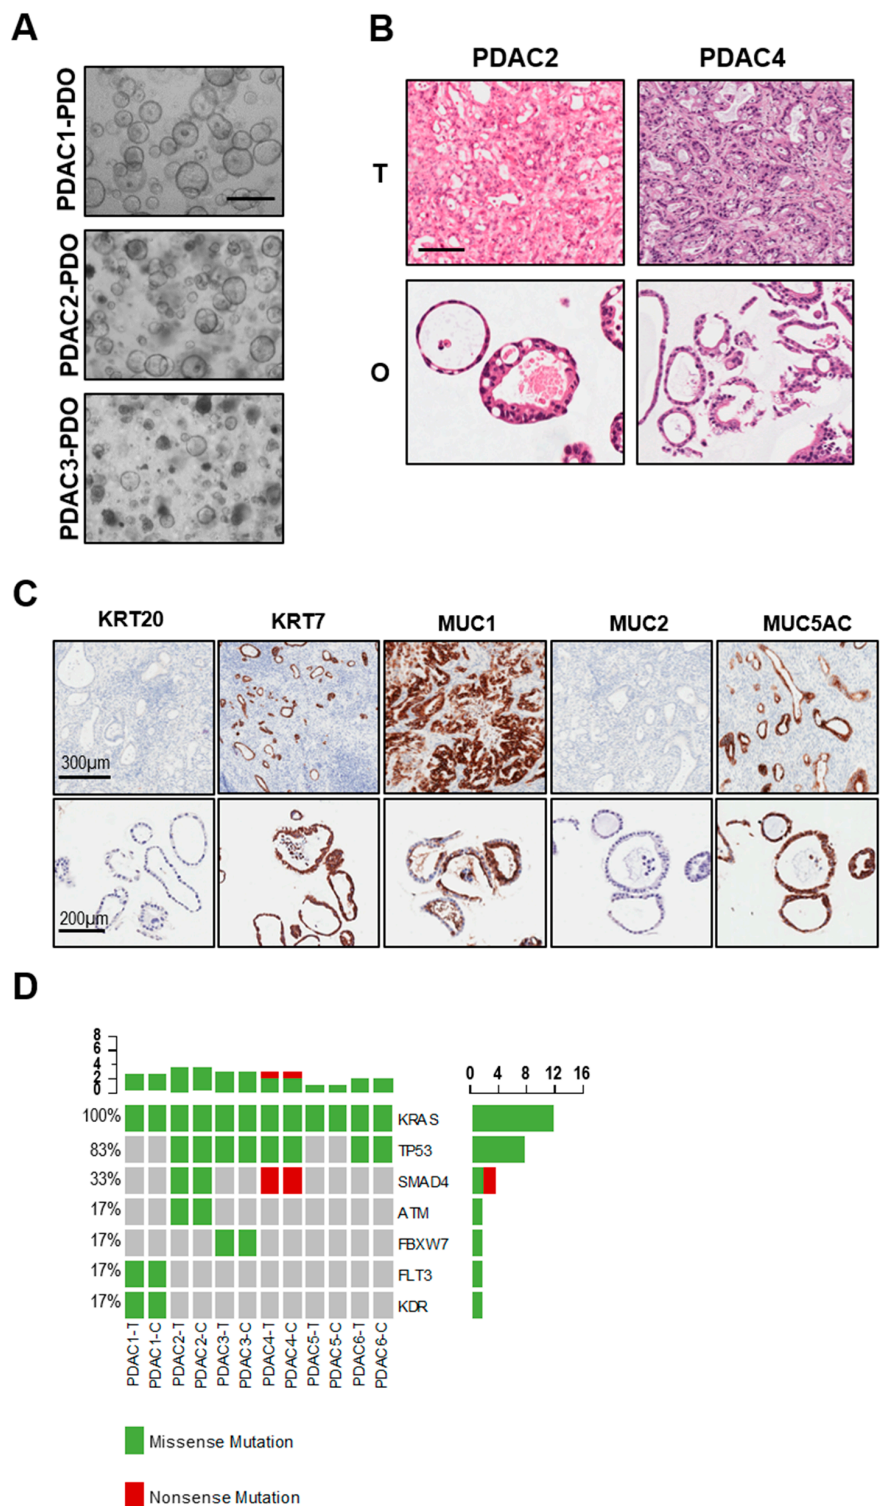 A
PDAC1-PDO
PDAC2-PDO
PDAC3-PDO
B
PDAC2 PDAC4
T
O
C
KRT20 KRT7 MUC1 MUC2 MUC5AC
300µm
200µm
D
8
6
4
2
0
0 4 8 12 16
100% KRAS
83% TP53
33% SMAD4
17% ATM
17% FBXW7
17% FLT3
17% KDR
PDAC1-T PDAC1-C PDAC2-T PDAC2-C PDAC3-T PDAC3-C PDAC4-T PDAC4-C PDAC5-T PDAC5-C PDAC6-T PDAC6-C
Missense Mutation
Nonsense Mutation